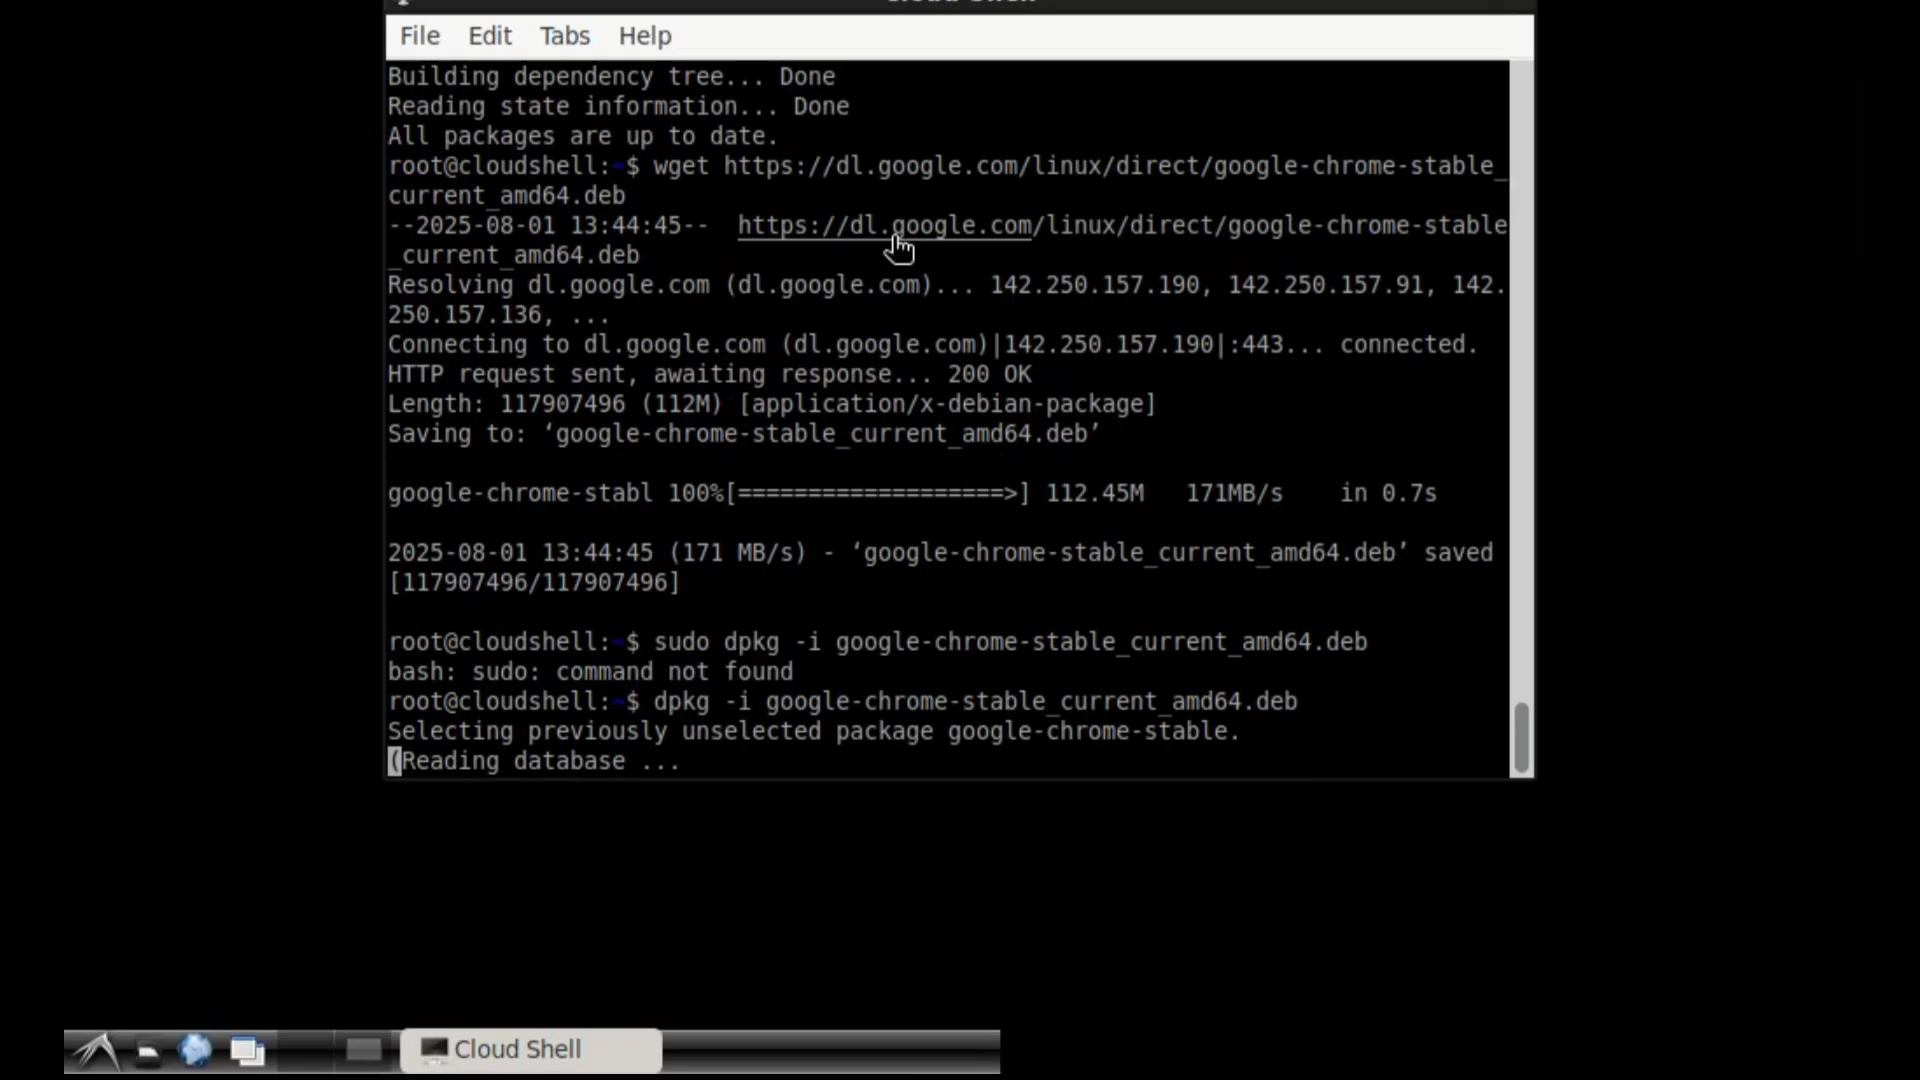 File Edit Tabs Help
Building dependency tree... Done
Reading state information... Done
All packages are up to date.
root@cloudshell:~$ wget https://dl.google.com/linux/direct/google-chrome-stable_
current_amd64.deb
--2025-08-01 13:44:45--  https://dl.google.com/linux/direct/google-chrome-stable
_current_amd64.deb
Resolving dl.google.com (dl.google.com)... 142.250.157.190, 142.250.157.91, 142.
250.157.136, ...
Connecting to dl.google.com (dl.google.com)|142.250.157.190|:443... connected.
HTTP request sent, awaiting response... 200 OK
Length: 117907496 (112M) [application/x-debian-package]
Saving to: ‘google-chrome-stable_current_amd64.deb’
google-chrome-stabl 100%[===================>] 112.45M   171MB/s    in 0.7s
2025-08-01 13:44:45 (171 MB/s) - ‘google-chrome-stable_current_amd64.deb’ saved
[117907496/117907496]
root@cloudshell:~$ sudo dpkg -i google-chrome-stable_current_amd64.deb
bash: sudo: command not found
root@cloudshell:~$ dpkg -i google-chrome-stable_current_amd64.deb
Selecting previously unselected package google-chrome-stable.
(Reading database ...
Cloud Shell